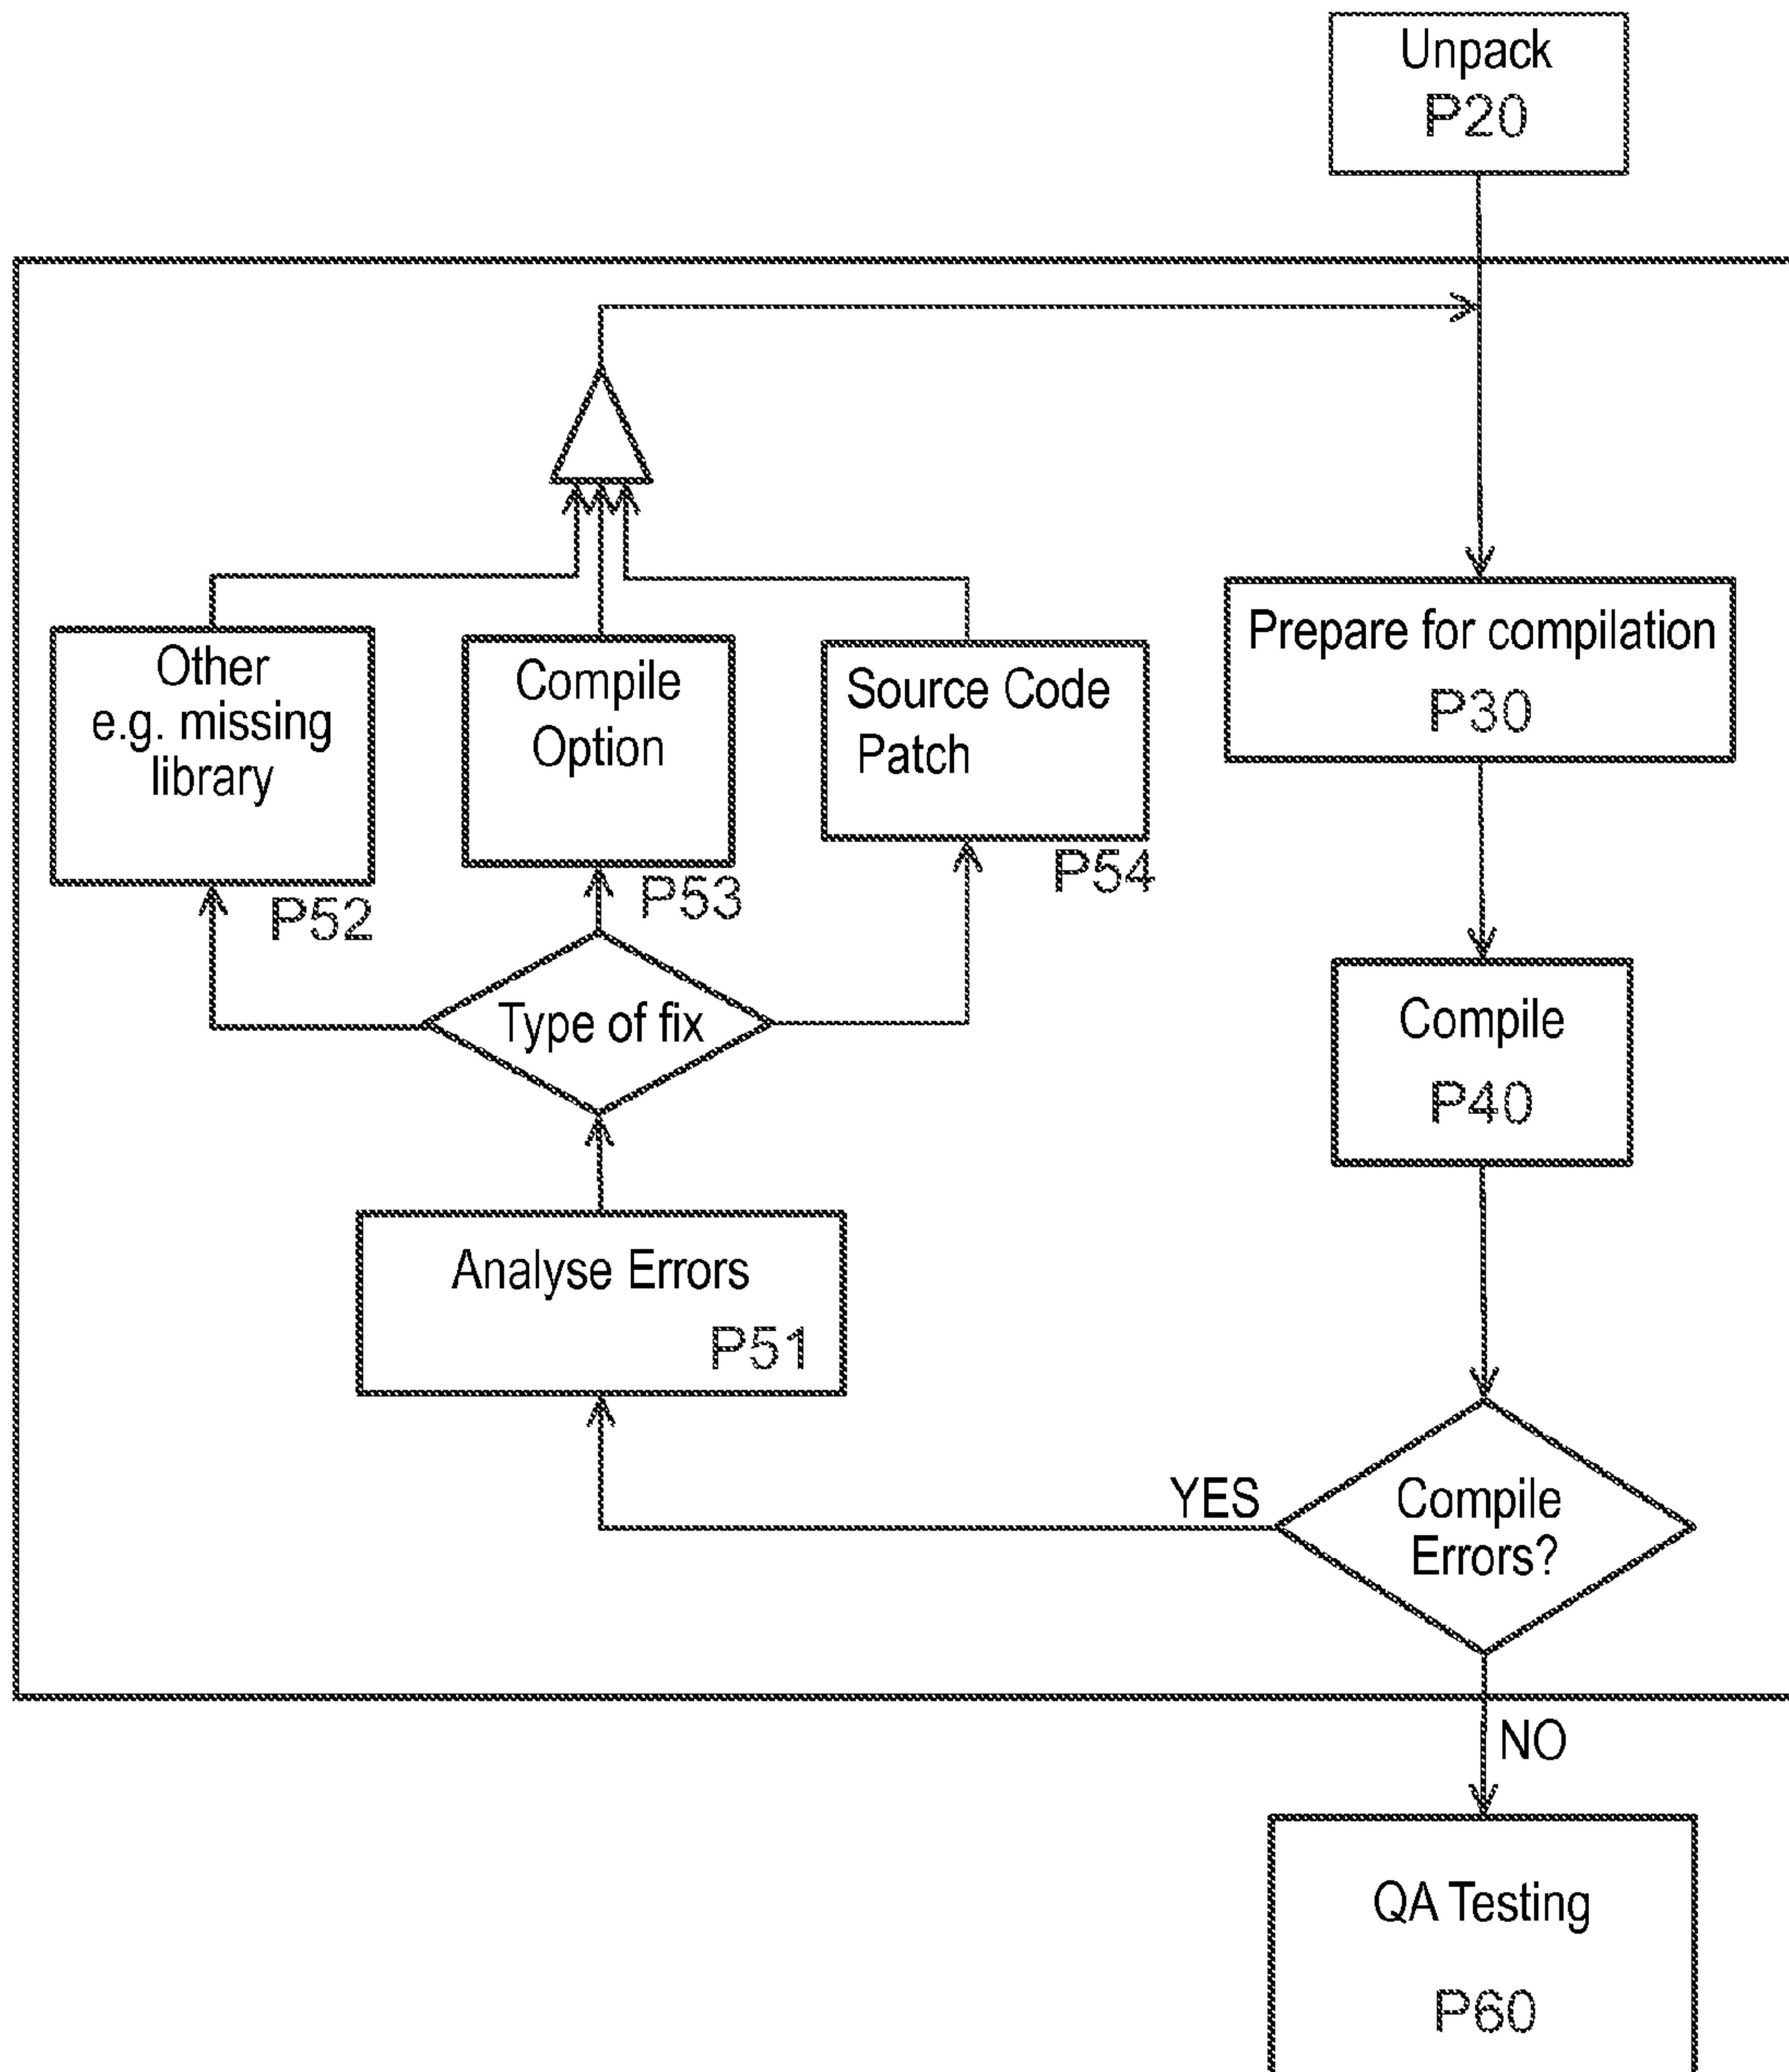 Unpack
P20
Prepare for compilation
P30
Other
e.g. missing
library
P52
Compile
Option
P53
Source Code
Patch
P54
Type of fix
Compile
P40
Analyse Errors
P51
YES
Compile
Errors?
NO
QA Testing
P60